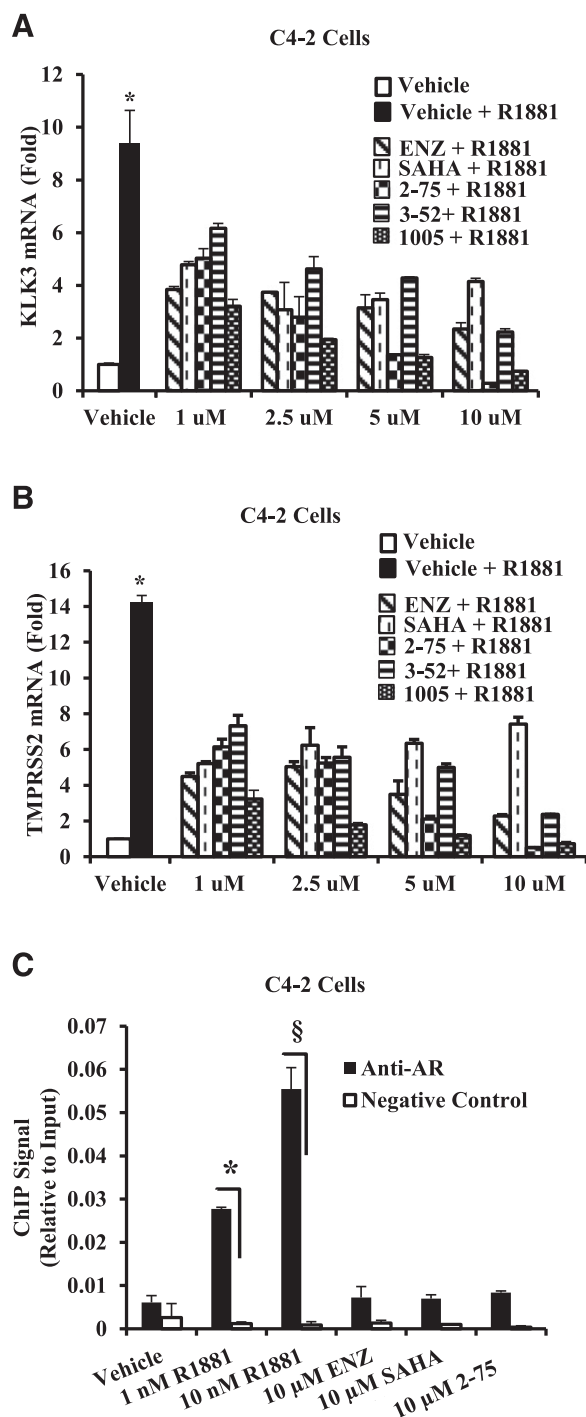 A
C4-2 Cells
KLK3 mRNA (Fold)
12
10
8
6
4
2
0
*
Vehicle
Vehicle + R1881
ENZ + R1881
SAHA + R1881
2-75 + R1881
3-52+ R1881
1005 + R1881
Vehicle 1 uM 2.5 uM 5 uM 10 uM
B
C4-2 Cells
TMPRSS2 mRNA (Fold)
16
14
12
10
8
6
4
2
0
*
Vehicle
Vehicle + R1881
ENZ + R1881
SAHA + R1881
2-75 + R1881
3-52+ R1881
1005 + R1881
Vehicle 1 uM 2.5 uM 5 uM 10 uM
C
C4-2 Cells
ChIP Signal
(Relative to Input)
0.07
0.06
0.05
0.04
0.03
0.02
0.01
0
*
§
Anti-AR
Negative Control
Vehicle
1 nM R1881
10 nM R1881
10 µM ENZ
10 µM SAHA
10 µM 2-75